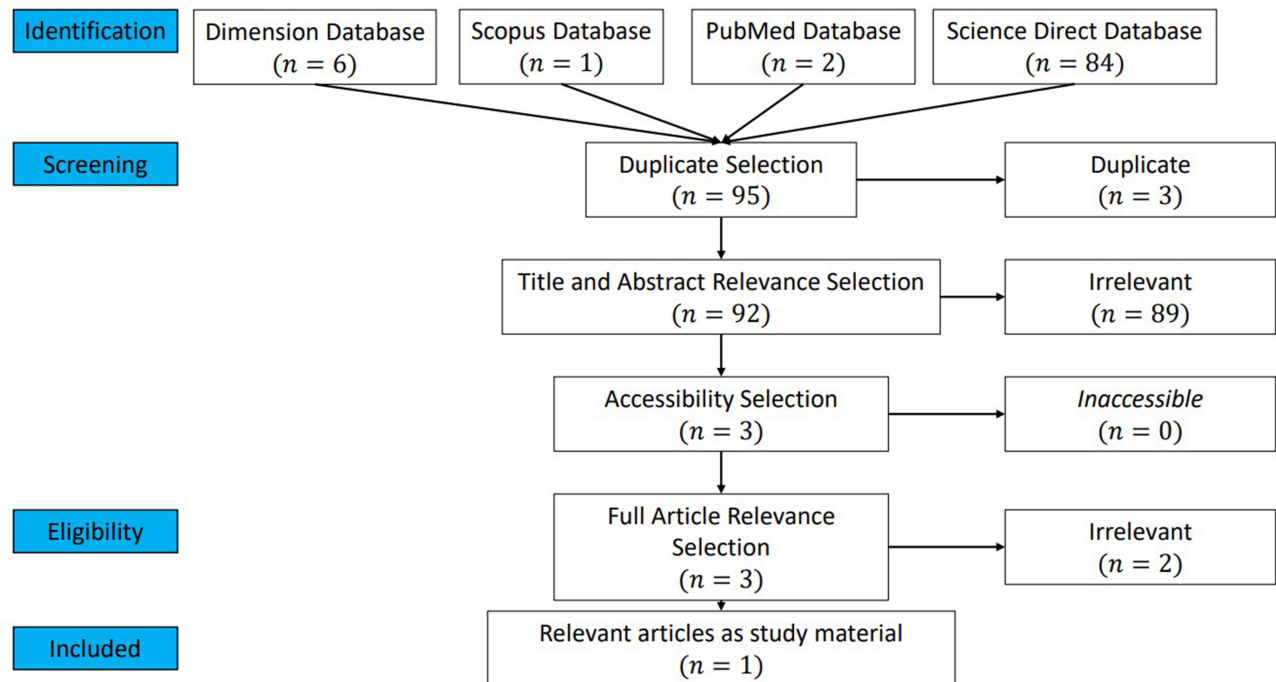 Identification
Dimension Database
(n = 6)
Scopus Database
(n = 1)
PubMed Database
(n = 2)
Science Direct Database
(n = 84)
Screening
Duplicate Selection
(n = 95)
Duplicate
(n = 3)
Title and Abstract Relevance Selection
(n = 92)
Irrelevant
(n = 89)
Accessibility Selection
(n = 3)
Inaccessible
(n = 0)
Eligibility
Full Article Relevance
Selection
(n = 3)
Irrelevant
(n = 2)
Included
Relevant articles as study material
(n = 1)